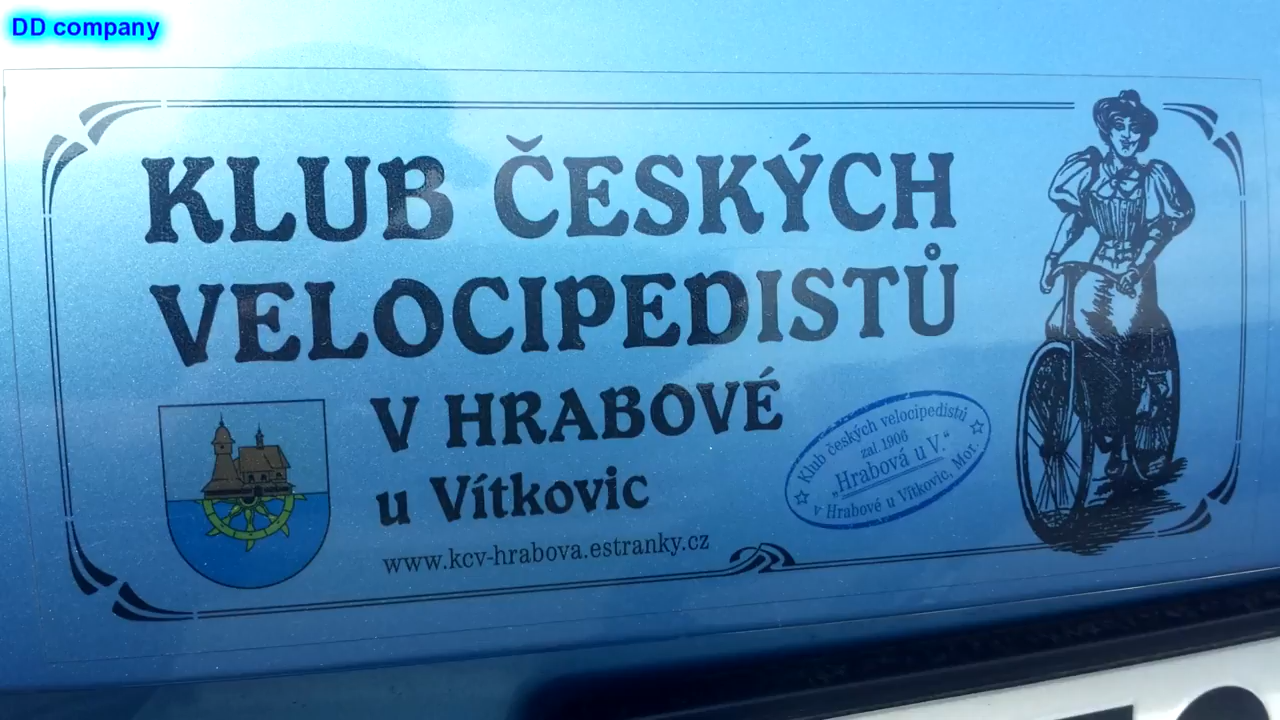 DD company
KLUB ČESKÝCH
VELOCIPEDISTŮ
V HRABOVÉ
u Vítkovic
www.kcv-hrabova.estranky.cz
Klub českých velocipedistů
zal. 1906
„Hrabová u V.“
v Hrabové u Vítkovic, Mor.